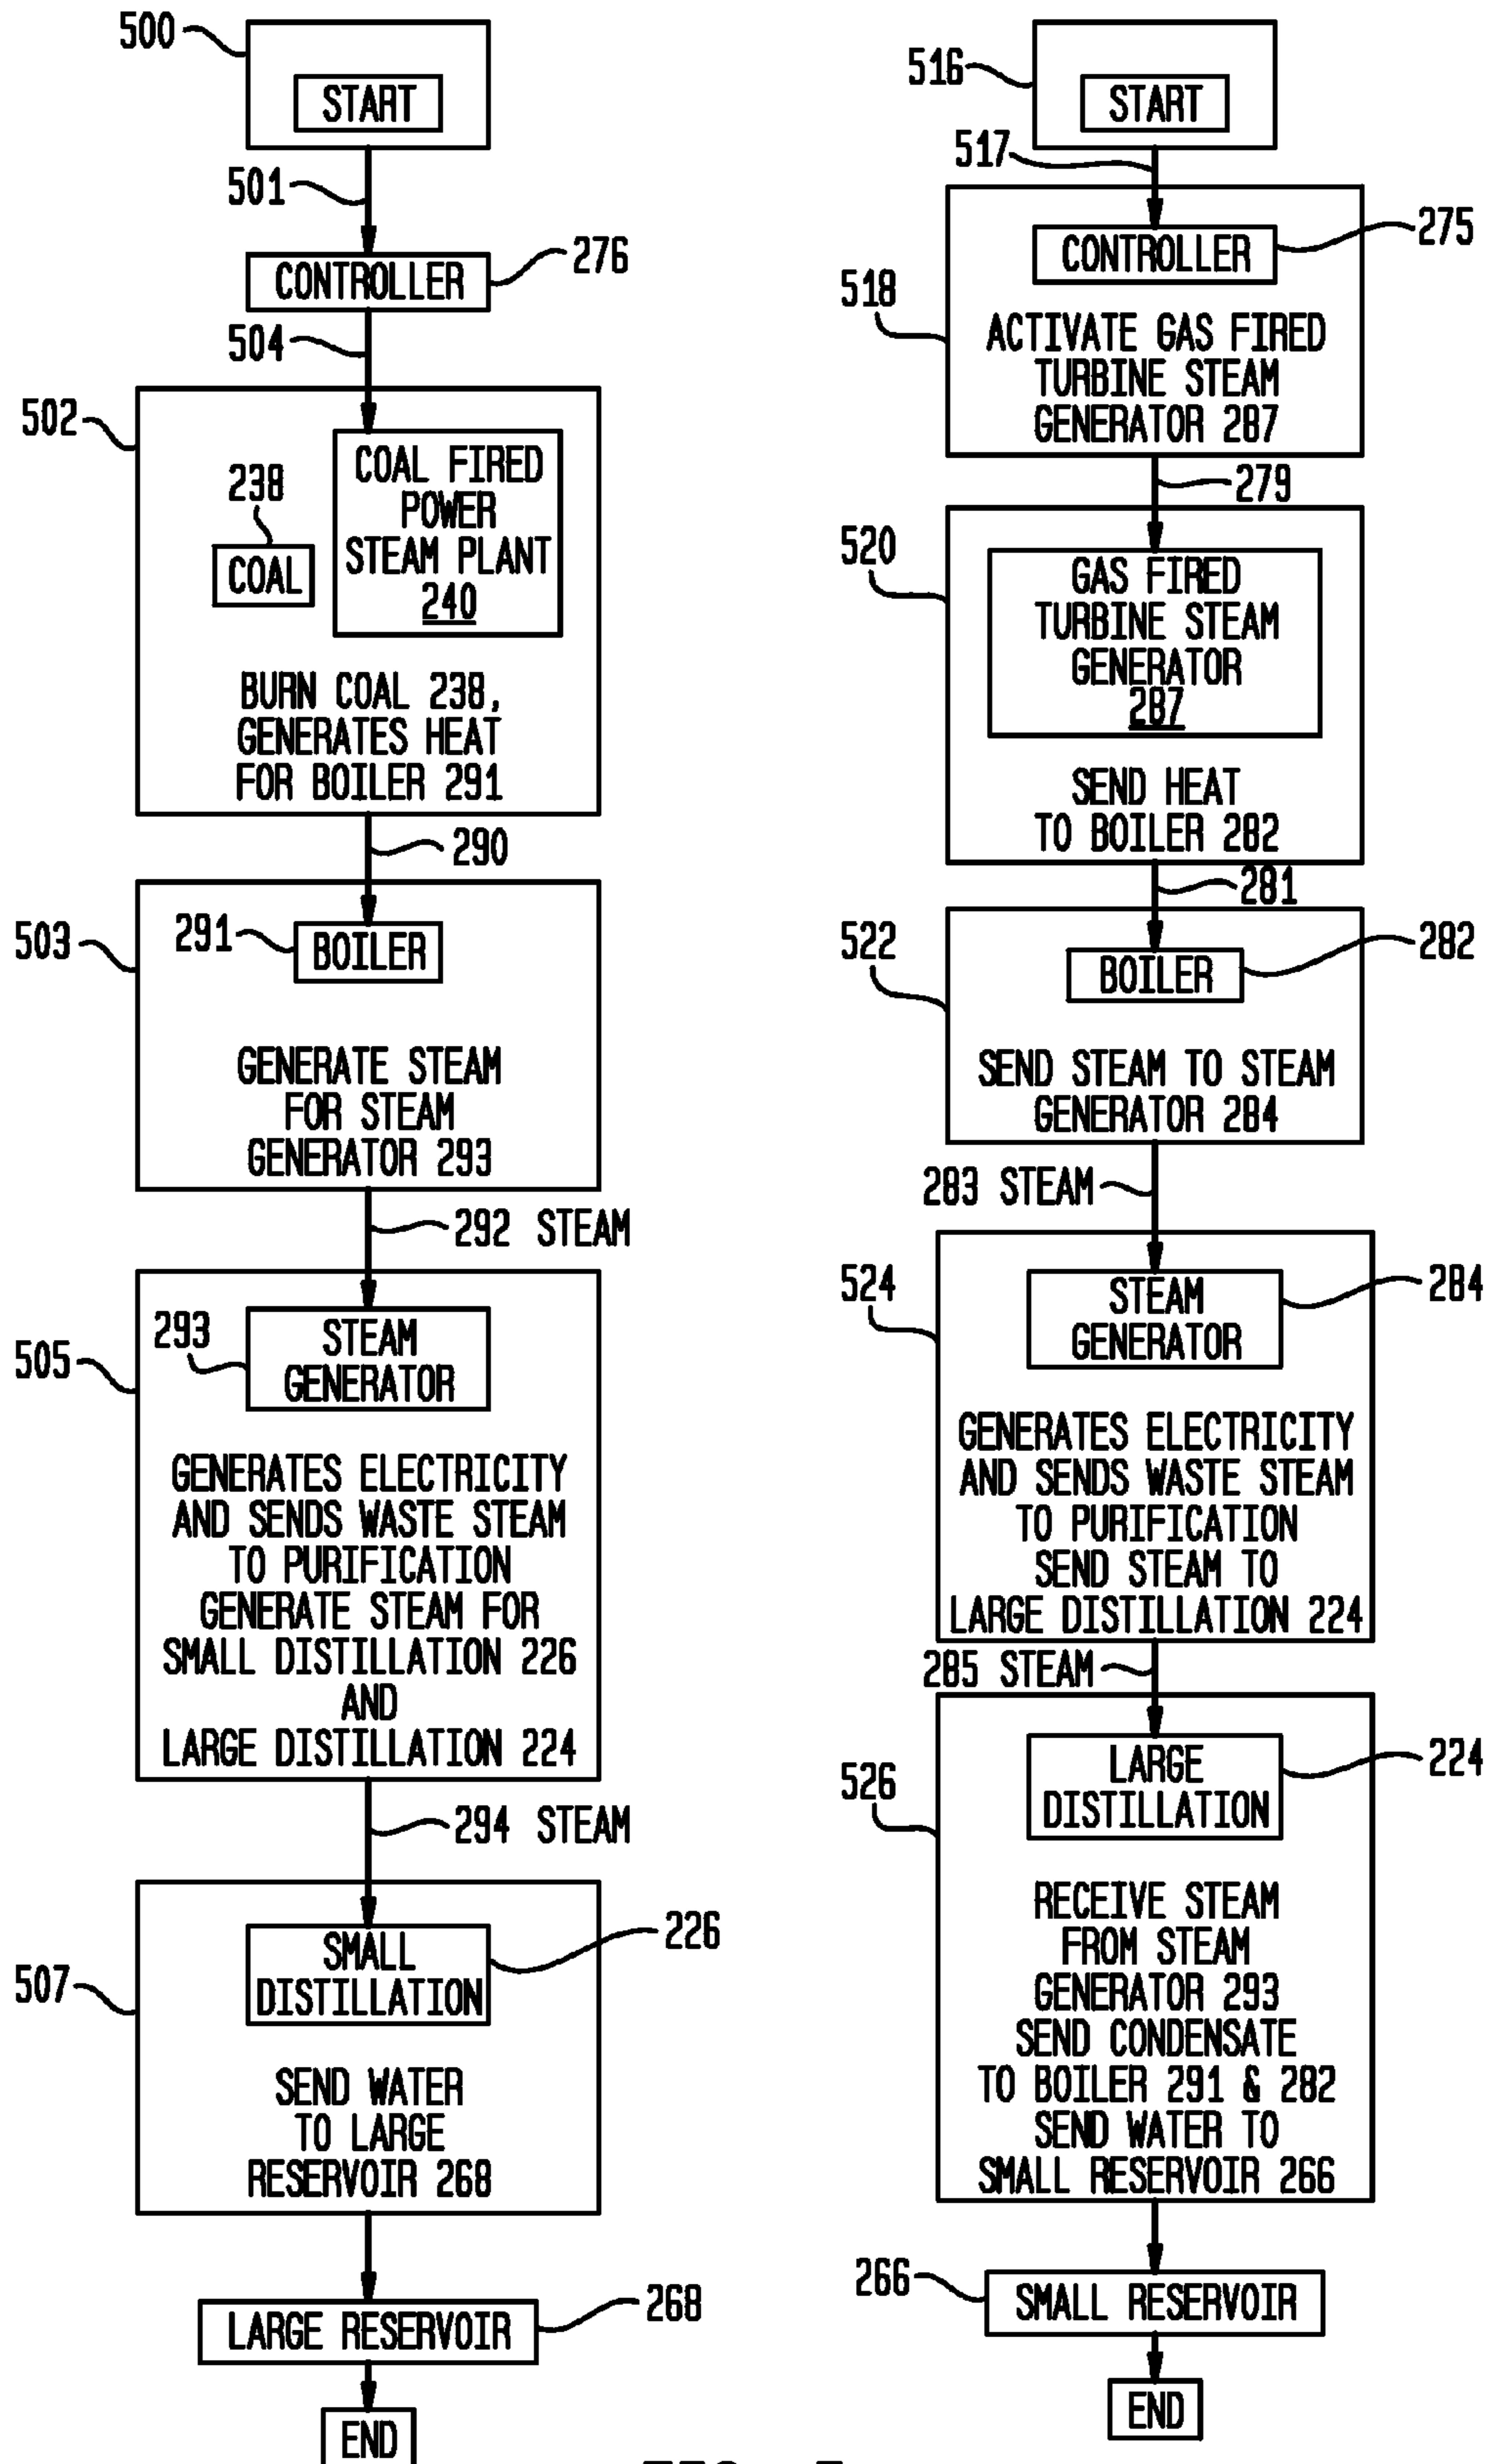 500
START
501
CONTROLLER
276
504
502
238
COAL
COAL FIRED
POWER
STEAM PLANT
240
BURN COAL 238,
GENERATES HEAT
FOR BOILER 291
290
503
291
BOILER
GENERATE STEAM
FOR STEAM
GENERATOR 293
292 STEAM
505
293
STEAM
GENERATOR
GENERATES ELECTRICITY
AND SENDS WASTE STEAM
TO PURIFICATION
GENERATE STEAM FOR
SMALL DISTILLATION 226
AND
LARGE DISTILLATION 224
294 STEAM
507
SMALL
DISTILLATION
226
SEND WATER
TO LARGE
RESERVOIR 268
268
LARGE RESERVOIR
END
516
START
517
CONTROLLER
275
518
ACTIVATE GAS FIRED
TURBINE STEAM
GENERATOR 287
279
520
GAS FIRED
TURBINE STEAM
GENERATOR
287
SEND HEAT
TO BOILER 282
281
522
BOILER
282
SEND STEAM TO STEAM
GENERATOR 284
283 STEAM
524
STEAM
GENERATOR
284
GENERATES ELECTRICITY
AND SENDS WASTE STEAM
TO PURIFICATION
SEND STEAM TO
LARGE DISTILLATION 224
285 STEAM
526
LARGE
DISTILLATION
224
RECEIVE STEAM
FROM STEAM
GENERATOR 293
SEND CONDENSATE
TO BOILER 291 & 282
SEND WATER TO
SMALL RESERVOIR 266
266
SMALL RESERVOIR
END